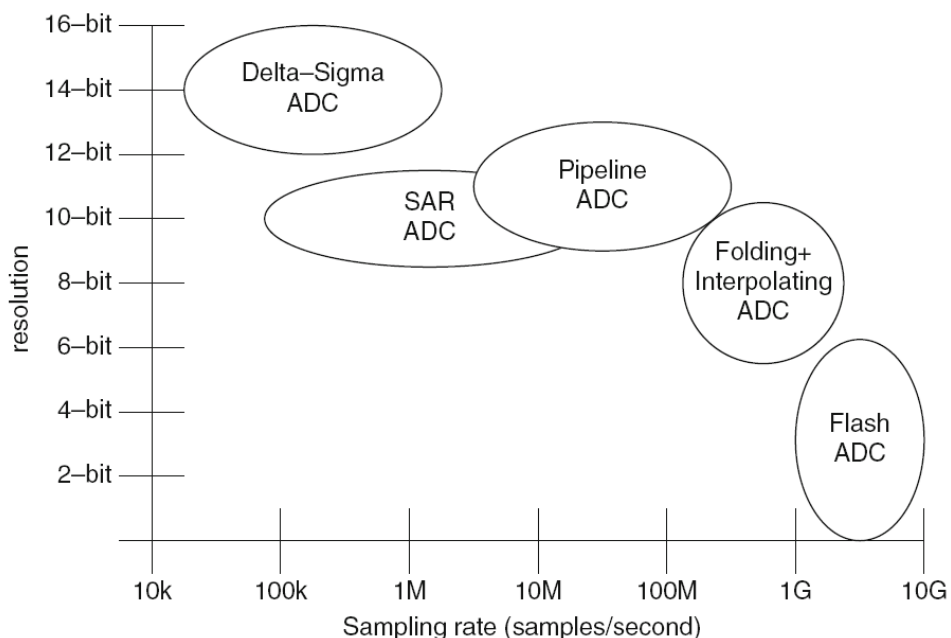 16–bit
14–bit
12–bit
10–bit
8–bit
6–bit
4–bit
2–bit
resolution
Delta–Sigma
ADC
SAR
ADC
Pipeline
ADC
Folding+
Interpolating
ADC
Flash
ADC
10k 100k 1M 10M 100M 1G 10G
Sampling rate (samples/second)